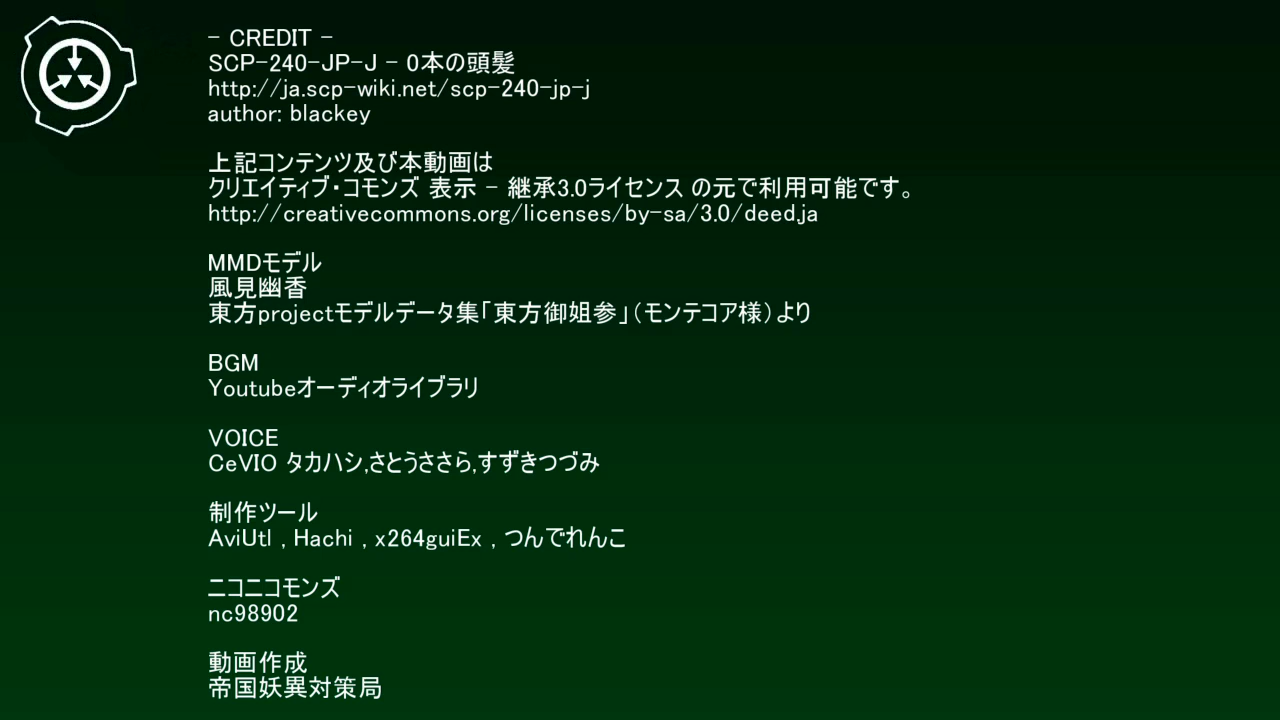 - CREDIT -
SCP-240-JP-J - 0本の頭髪
http://ja.scp-wiki.net/scp-240-jp-j
author: blackey
上記コンテンツ及び本動画は
クリエイティブ・コモンズ 表示 - 継承3.0ライセンス の元で利用可能です。
http://creativecommons.org/licenses/by-sa/3.0/deed.ja
MMDモデル
風見幽香
東方projectモデルデータ集「東方御姐参」(モンテコア様)より
BGM
Youtubeオーディオライブラリ
VOICE
CeVIO タカハシ,さとうささら,すずきつづみ
制作ツール
AviUtl , Hachi , x264guiEx , つんでれんこ
ニコニコモンズ
nc98902
動画作成
帝国妖異対策局